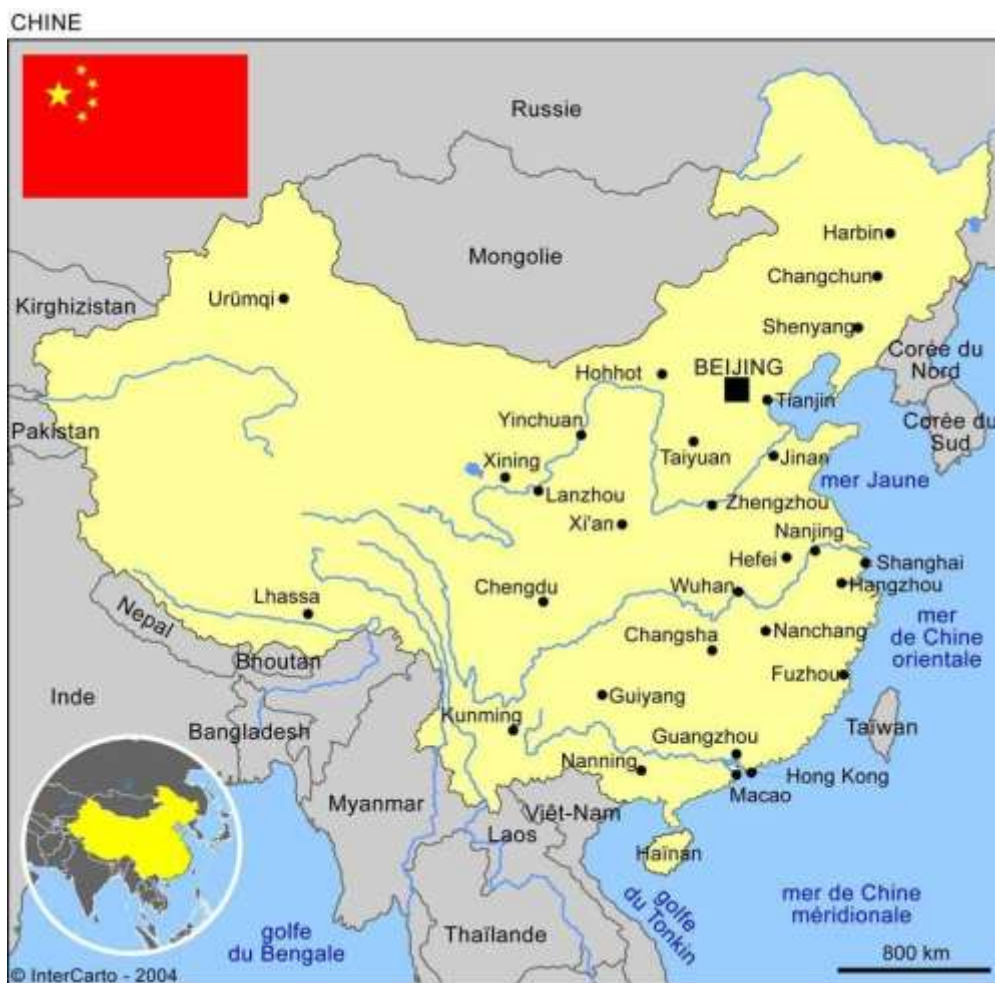 CHINE
Russie
Mongolie
Harbin
Changchun
Kirghizistan
Urümqi
Shenyang
Corée du
Nord
BEIJING
Hohhot
Tianjin
Pakistan
Yinchuan
Corée du
Sud
Taiyuan
Jinan
Xining
mer Jaune
Lanzhou
Zhengzhou
Xi'an
Nanjing
Hefei
Shanghai
Chengdu
Wuhan
Hangzhou
Lhassa
Nepal
mer
de Chine
orientale
Changsha
Nanchang
Bhoutan
Fuzhou
Inde
Guiyang
Kunming
Bangladesh
Taïwan
Guangzhou
Nanning
Hong Kong
Macao
Myanmar
Viêt-Nam
Laos
Haïnan
golfe
du Tonkin
mer de Chine
méridionale
golfe
du Bengale
Thaïlande
800 km
© InterCarto - 2004